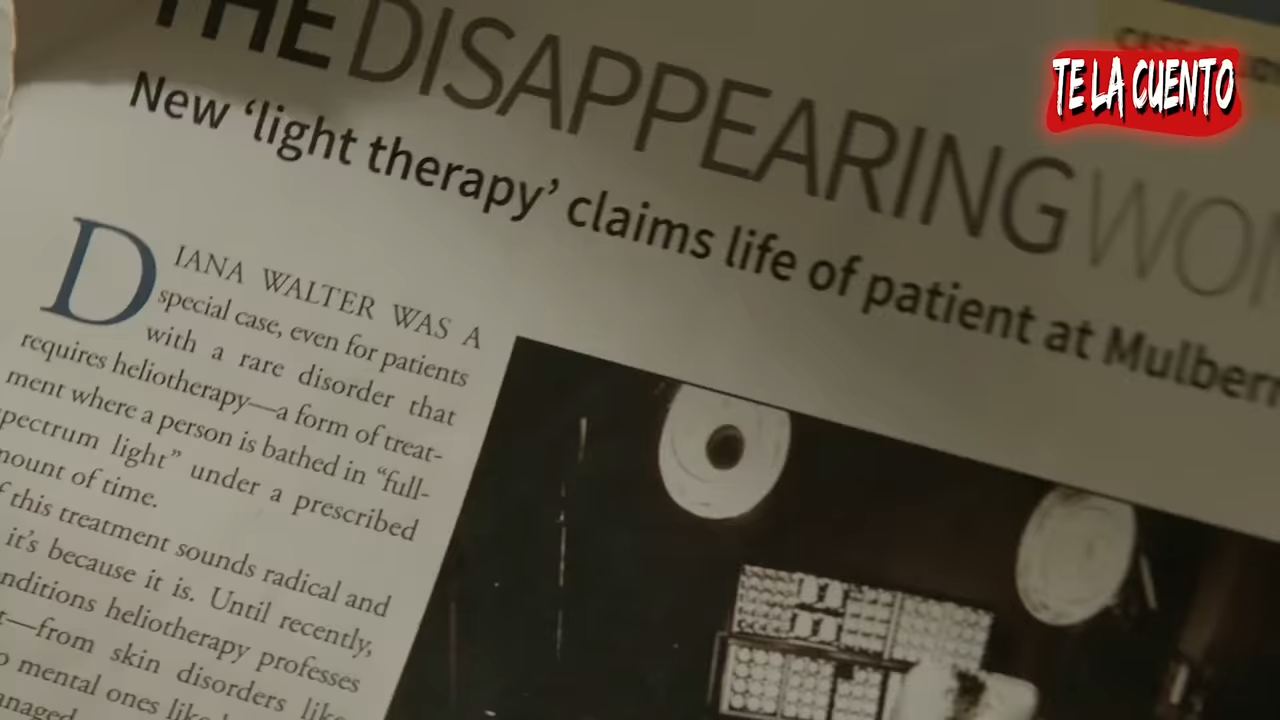 THE DISAPPEARING
TE LA CUENTO
New ‘light therapy’ claims life of patient at
DIANA WALTER WAS A
special case, even for patients
with a rare disorder that
requires heliotherapy—a form of treat-
ment where a person is bathed in “full-
spectrum light” under a prescribed
amount of time.
this treatment sounds radical and
it’s because it is. Until recently,
conditions heliotherapy professes
—from skin disorders like
mental ones like